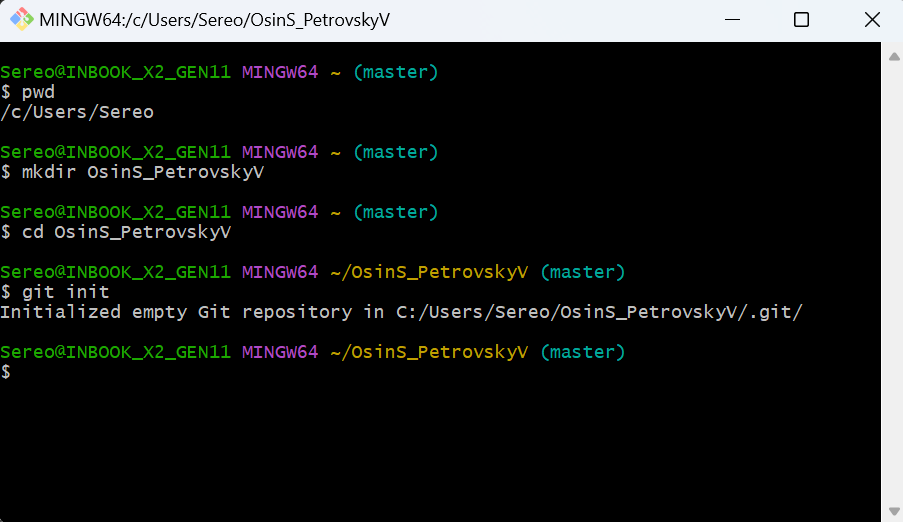 MINGW64:/c/Users/Sereo/OsinS_PetrovskyV
Sereo@INBOOK_X2_GEN11 MINGW64 ~ (master)
$ pwd
/c/Users/Sereo
Sereo@INBOOK_X2_GEN11 MINGW64 ~ (master)
$ mkdir OsinS_PetrovskyV
Sereo@INBOOK_X2_GEN11 MINGW64 ~ (master)
$ cd OsinS_PetrovskyV
Sereo@INBOOK_X2_GEN11 MINGW64 ~/OsinS_PetrovskyV (master)
$ git init
Initialized empty Git repository in C:/Users/Sereo/OsinS_PetrovskyV/.git/
Sereo@INBOOK_X2_GEN11 MINGW64 ~/OsinS_PetrovskyV (master)
$